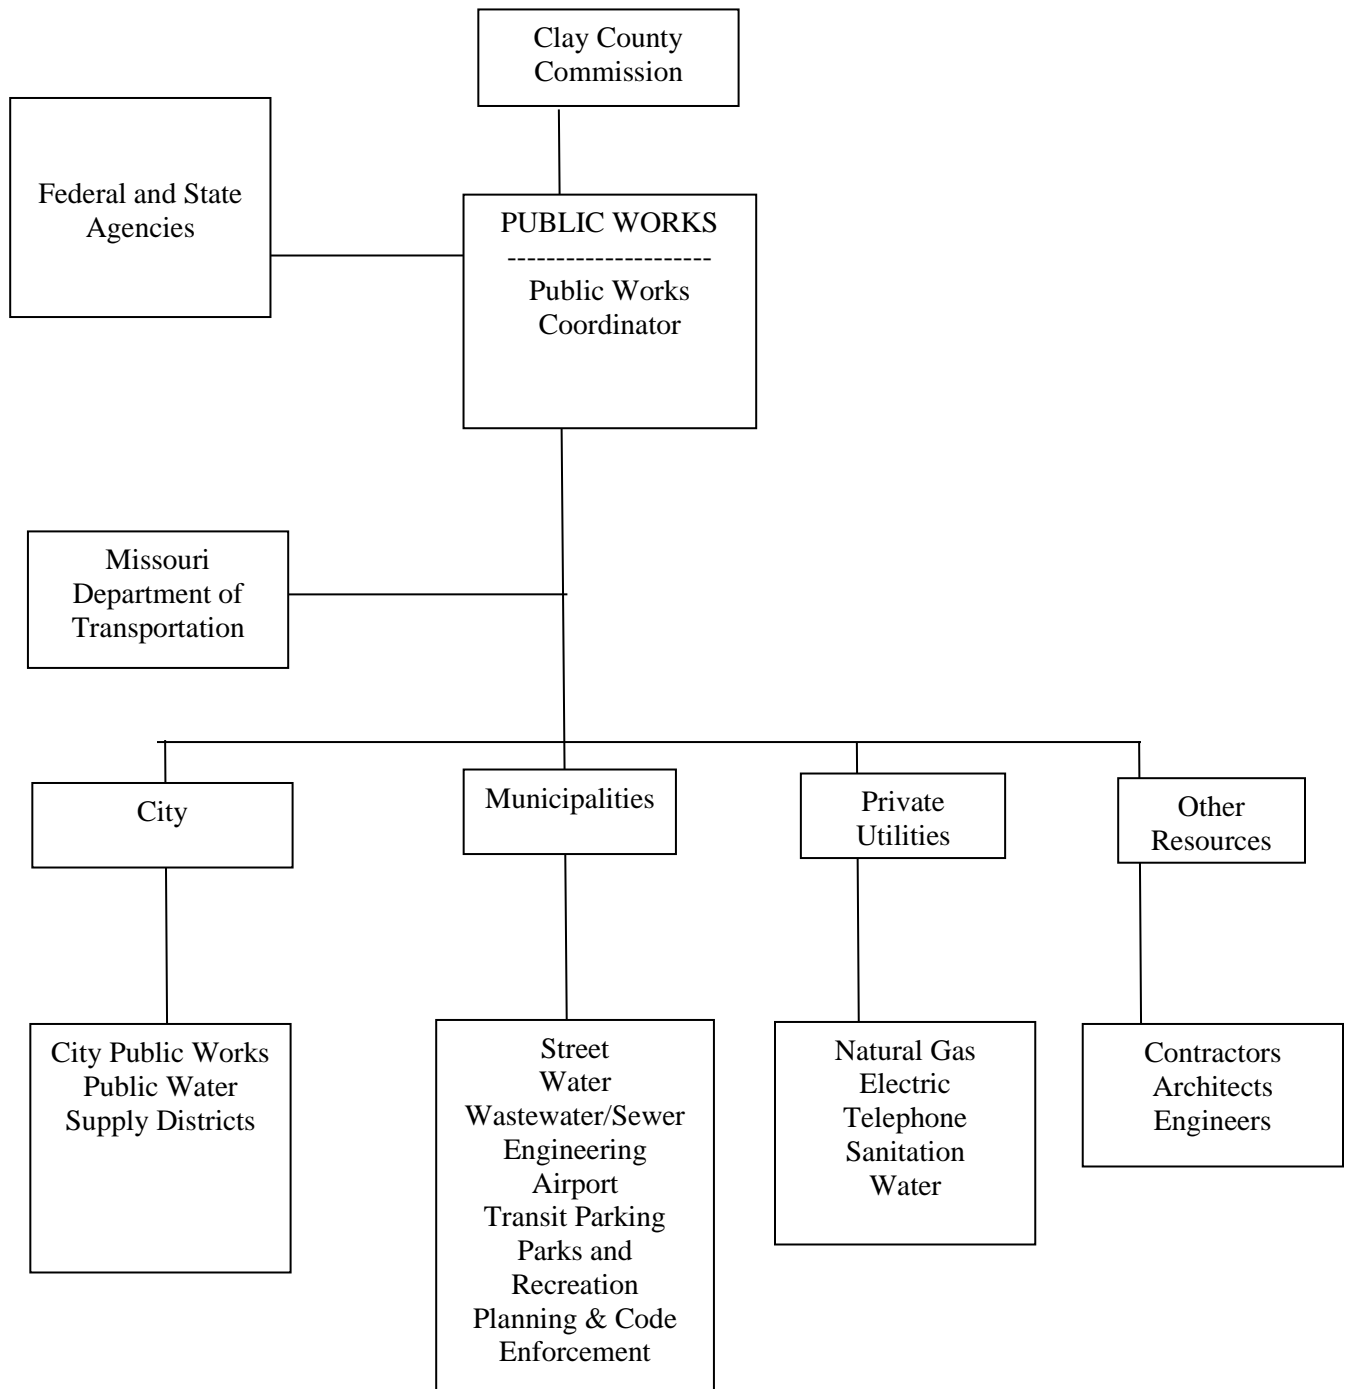 Clay County
Commission
Federal and State
Agencies
PUBLIC WORKS
---------------------
Public Works
Coordinator
Missouri
Department of
Transportation
City
Municipalities
Private
Utilities
Other
Resources
City Public Works
Public Water
Supply Districts
Street
Water
Wastewater/Sewer
Engineering
Airport
Transit Parking
Parks and
Recreation
Planning & Code
Enforcement
Natural Gas
Electric
Telephone
Sanitation
Water
Contractors
Architects
Engineers